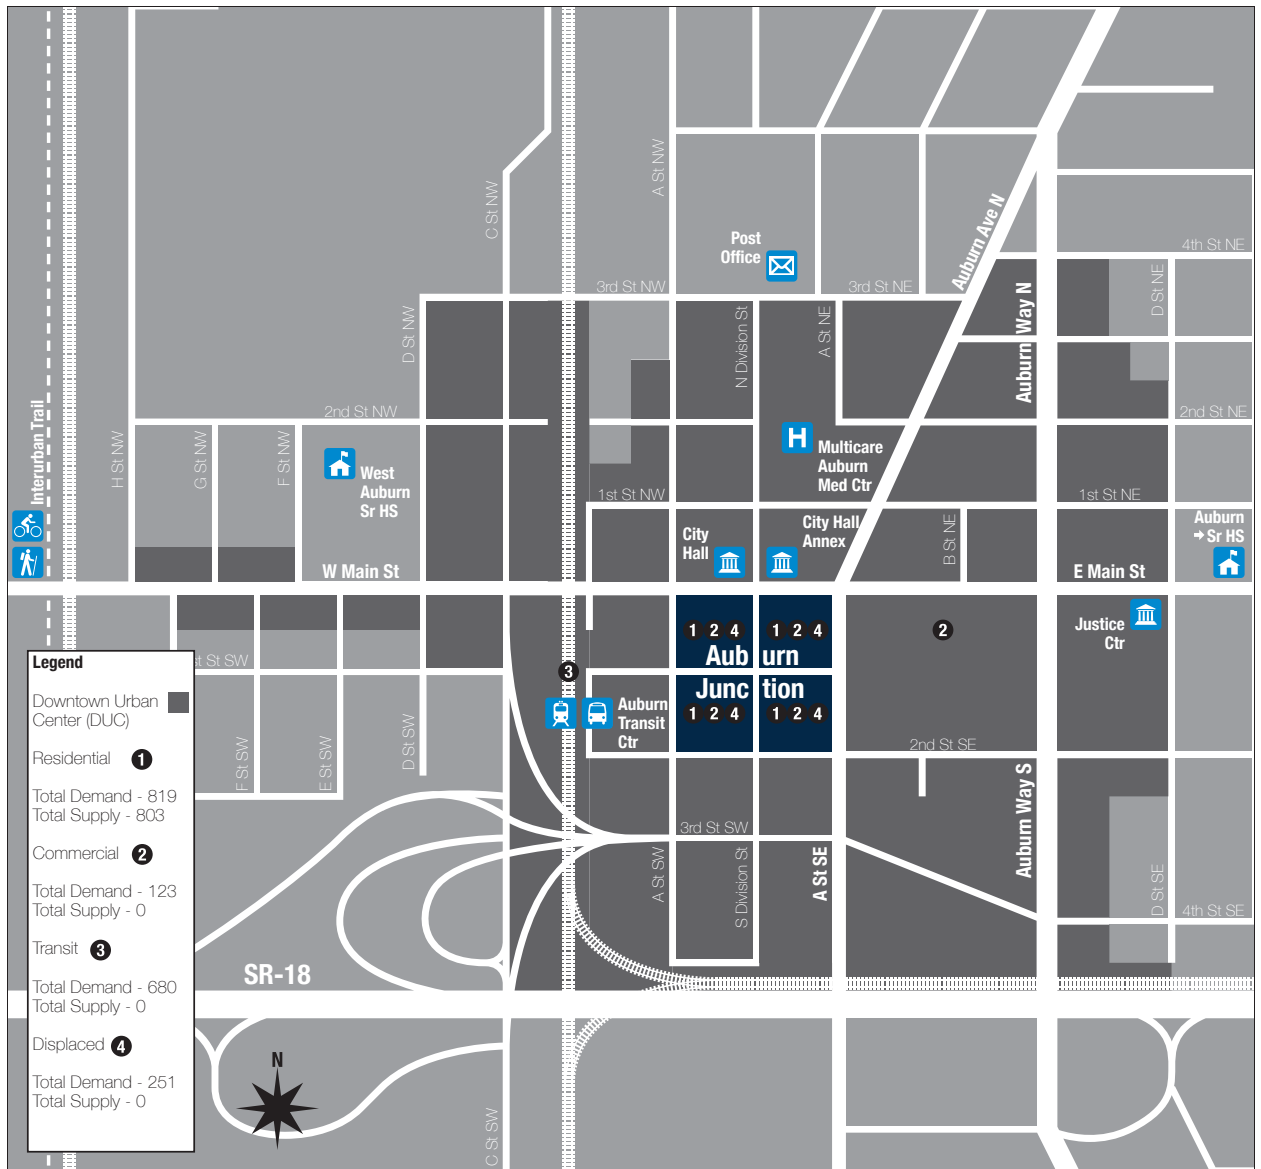 A St NW
C St NW
Auburn Ave N
Post
Office
4th St NE
3rd St NW
3rd St NE
D St NE
D St NW
N Division St
A St NE
Auburn Way N
Interurban Trail
2nd St NW
2nd St NE
H St NW
G St NW
F St NW
West
Auburn
Sr HS
H
Multicare
Auburn
Med Ctr
1st St NW
1st St NE
City
Hall
City Hall
Annex
B St NE
Auburn
Sr HS
W Main St
E Main St
1 2 4
1 2 4
2
Justice
Ctr
Auburn
Junction
1 2 4
1 2 4
3
Auburn
Transit
Ctr
st St SW
F St SW
E St SW
D St SW
2nd St SE
Auburn Way S
3rd St SW
A St SW
S Division St
A St SE
D St SE
4th St SE
SR-18
N
C St SW
Legend
Downtown Urban
Center (DUC)
Residential 1
Total Demand - 819
Total Supply - 803
Commercial 2
Total Demand - 123
Total Supply - 0
Transit 3
Total Demand - 680
Total Supply - 0
Displaced 4
Total Demand - 251
Total Supply - 0